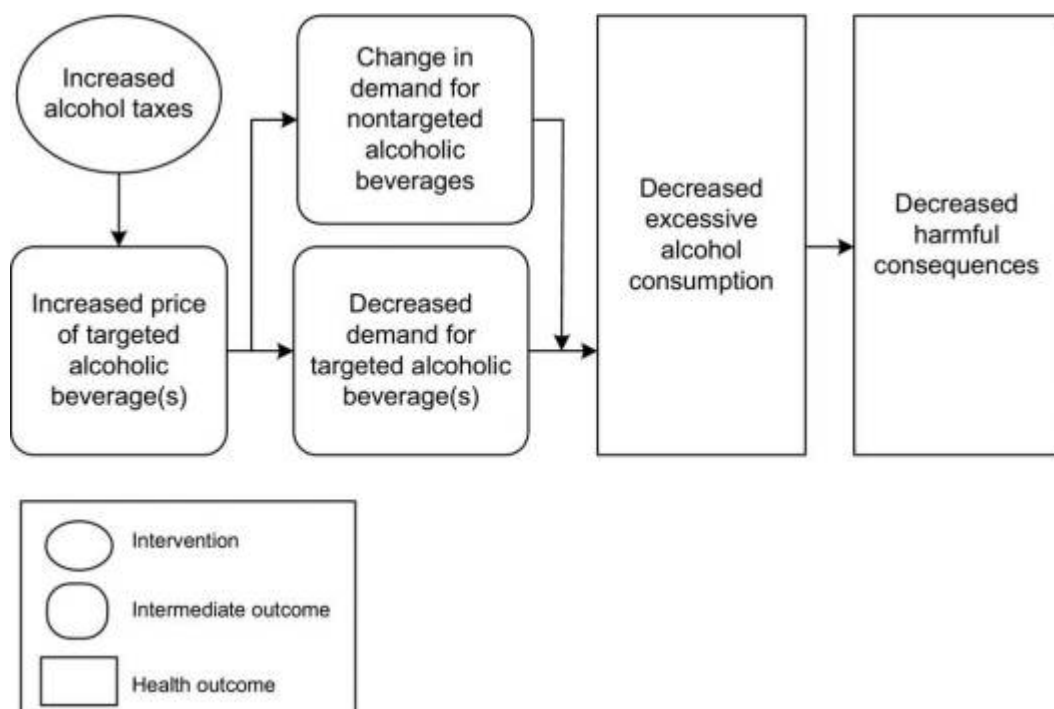 Increased
alcohol taxes
Change in
demand for
nontargeted
alcoholic
beverages
Increased price
of targeted
alcoholic
beverage(s)
Decreased
demand for
targeted alcoholic
beverage(s)
Decreased
excessive
alcohol
consumption
Decreased
harmful
consequences
Intervention
Intermediate outcome
Health outcome